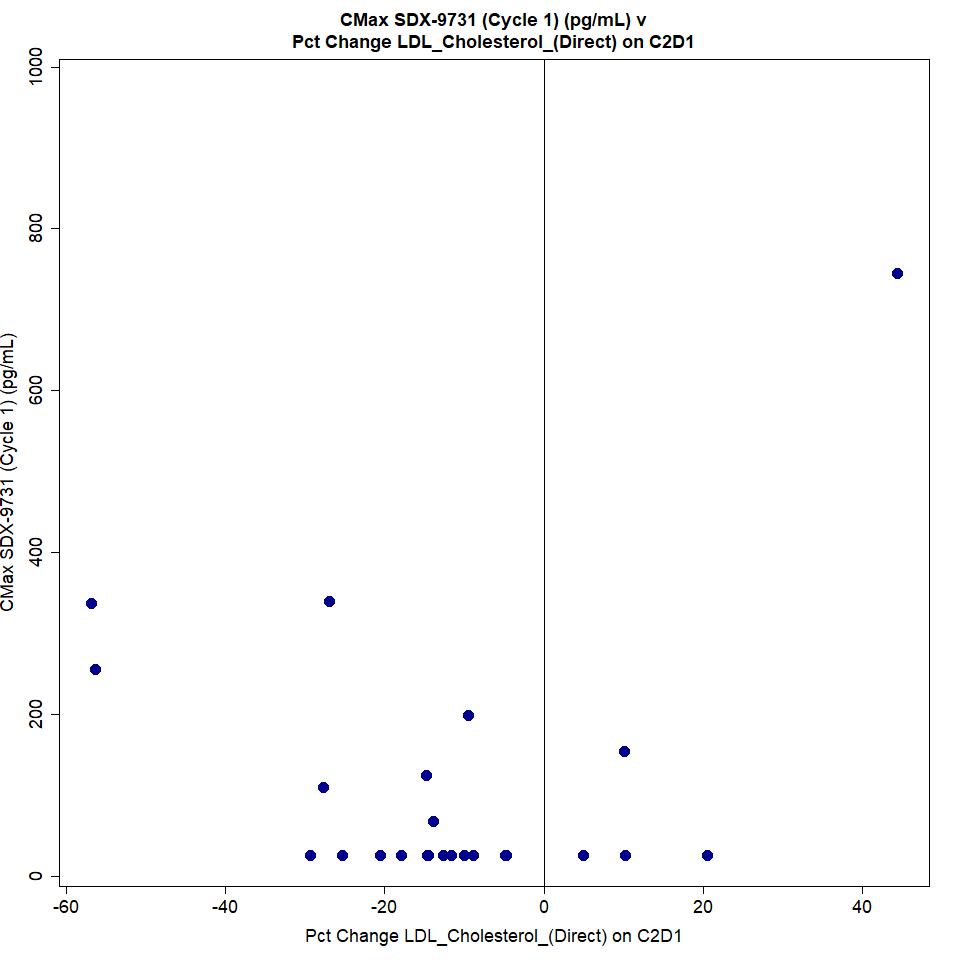 CMax SDX-9731 (Cycle 1) (pg/mL) v
Pct Change LDL_Cholesterol_(Direct) on C2D1
CMax SDX-9731 (Cycle 1) (pg/mL)
1000
800
600
400
200
0
-60 -40 -20 0 20 40
Pct Change LDL_Cholesterol_(Direct) on C2D1